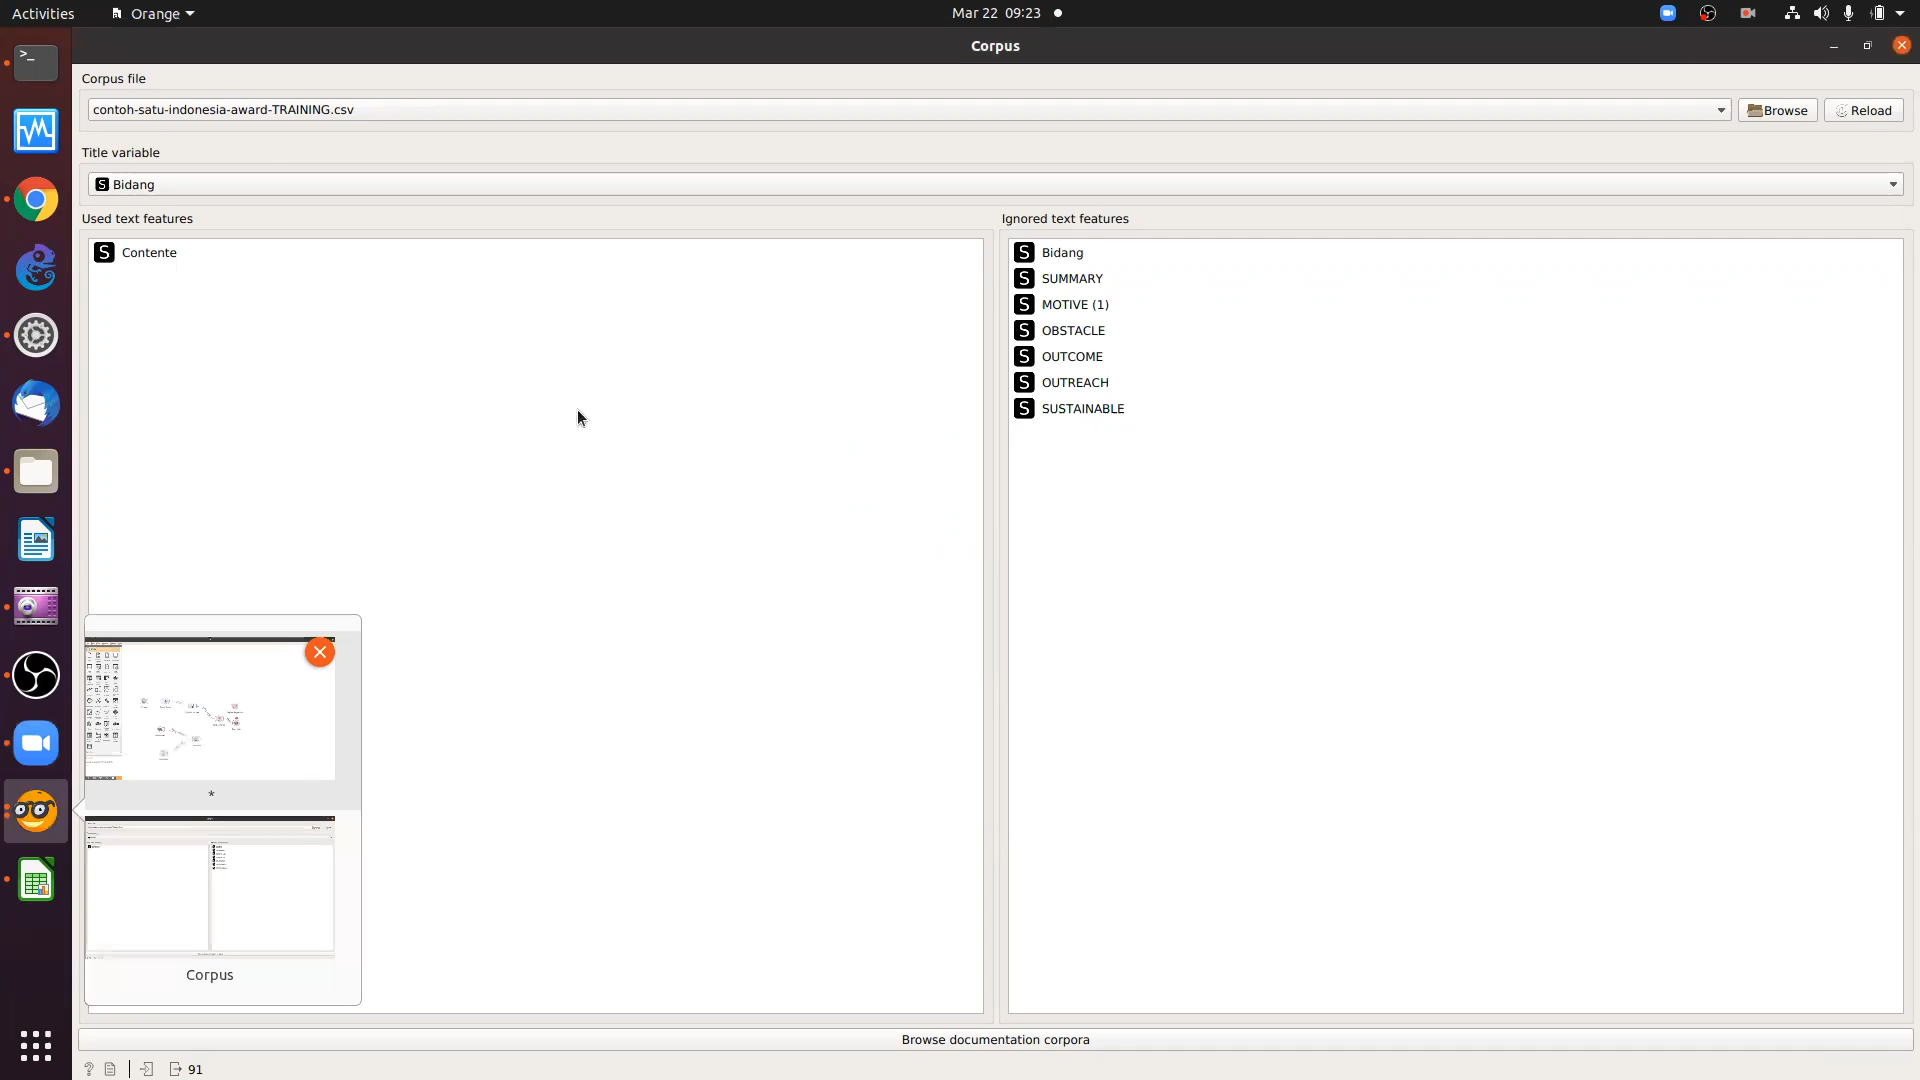 Activities
Orange
Mar 22 09:23
Corpus
Corpus file
contoh-satu-indonesia-award-TRAINING.csv
Browse
Reload
Title variable
S Bidang
Used text features
Ignored text features
S Contente
S Bidang
S SUMMARY
S MOTIVE (1)
S OBSTACLE
S OUTCOME
S OUTREACH
S SUSTAINABLE
*
Corpus
Browse documentation corpora
? 91